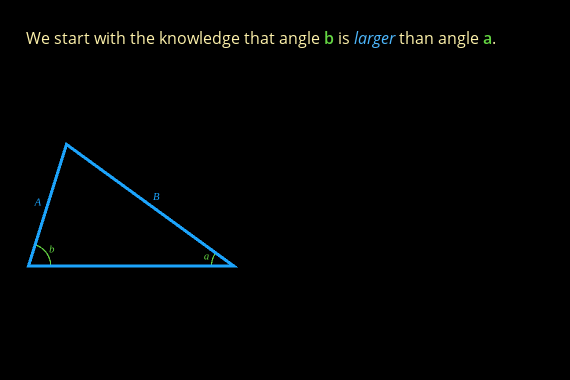 We start with the knowledge that angle b is larger than angle a.
A
B
b
a